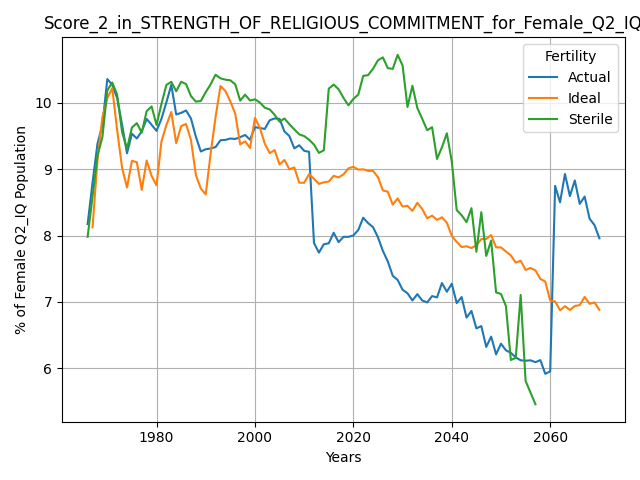 Score_2_in_STRENGTH_OF_RELIGIOUS_COMMITMENT_for_Female_Q2_IQ
Fertility
Actual
Ideal
Sterile
% of Female Q2_IQ Population
10
9
8
7
6
1980 2000 2020 2040 2060
Years